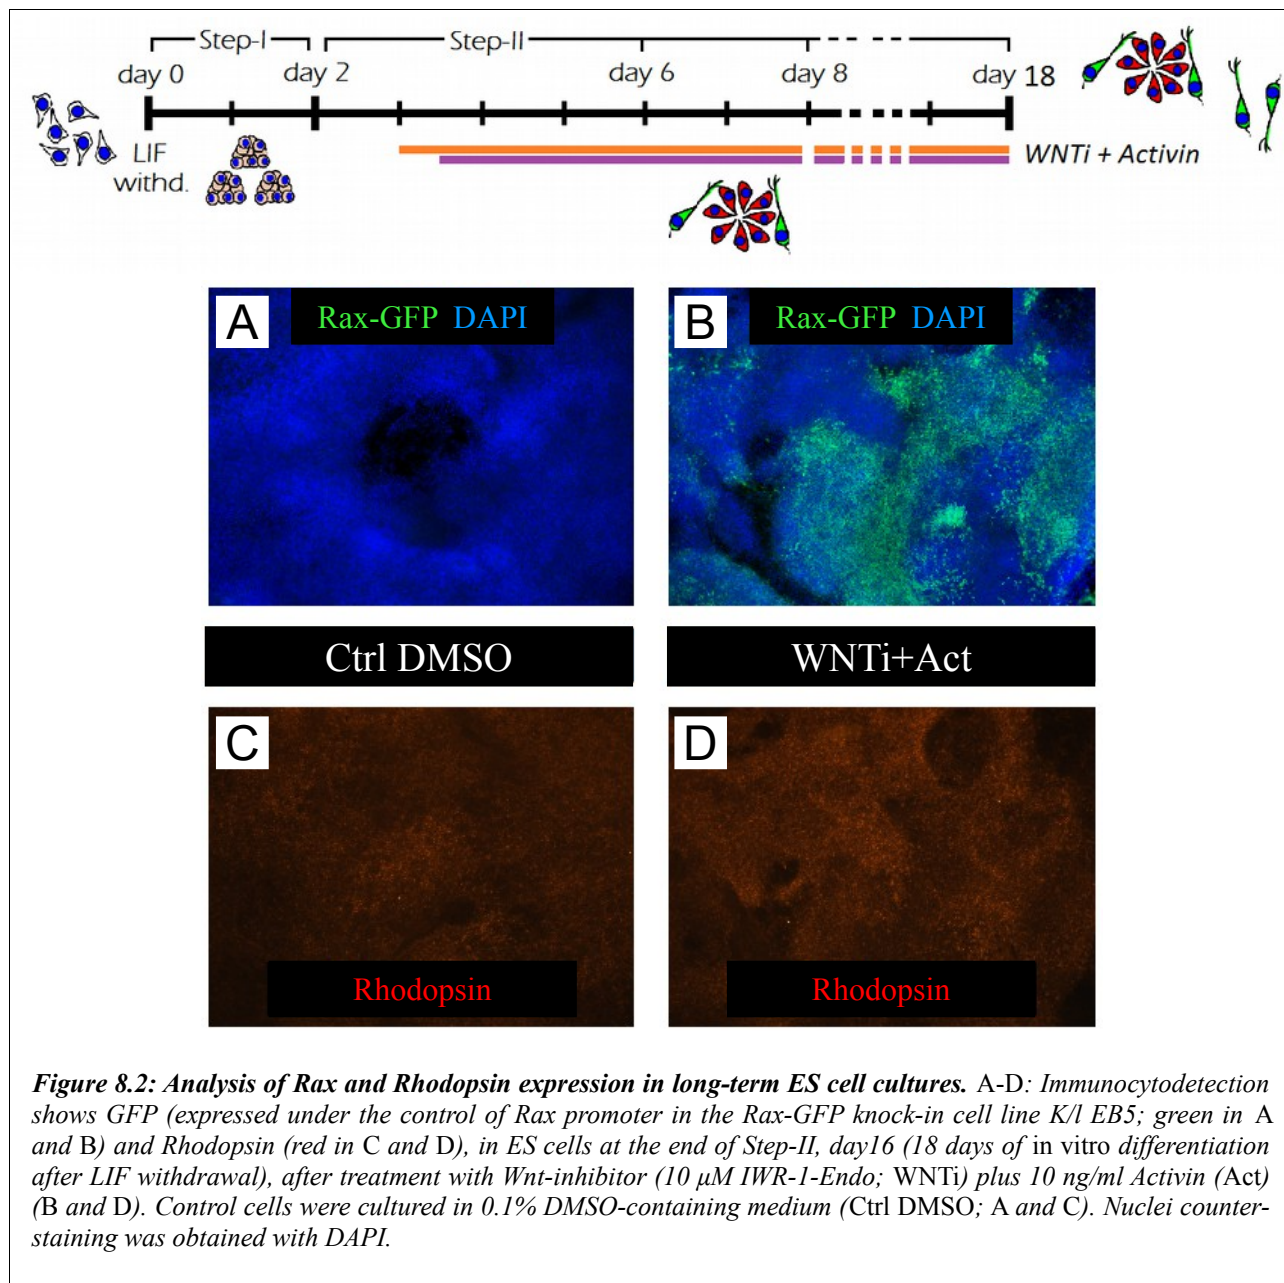 Step-I Step-II
day 0 day 2 day 6 day 8 day 18
LIF
withd.
WNTi + Activin
A Rax-GFP DAPI B Rax-GFP DAPI
Ctrl DMSO WNTi+Act
C D
Rhodopsin Rhodopsin
Figure 8.2: Analysis of Rax and Rhodopsin expression in long-term ES cell cultures. A-D: Immunocytodetection
shows GFP (expressed under the control of Rax promoter in the Rax-GFP knock-in cell line K/I EB5; green in A
and B) and Rhodopsin (red in C and D), in ES cells at the end of Step-II, day16 (18 days of in vitro differentiation
after LIF withdrawal), after treatment with Wnt-inhibitor (10 µM IWR-1-Endo; WNTi) plus 10 ng/ml Activin (Act)
(B and D). Control cells were cultured in 0.1% DMSO-containing medium (Ctrl DMSO; A and C). Nuclei counter-
staining was obtained with DAPI.